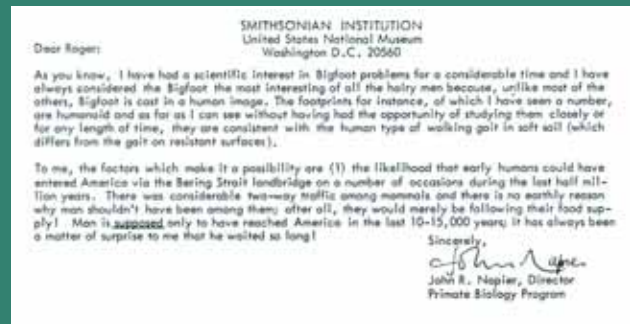 SMITHSONIAN INSTITUTION
United States National Museum
Washington D.C. 20560
Dear Roger:
As you know, I have had a scientific interest in Bigfoot problems for a considerable time and I have
always considered the Bigfoot the most interesting of all the hairy men because, unlike most of the
others, Bigfoot is cast in a human image. The footprints for instance, of which I have seen a number,
are humanoid and as far as I can see without having had the opportunity of studying them closely or
for any length of time, they are consistent with the human type of walking gait in soft soil (which
differs from the gait on resistant surfaces).
To me, the factors which make it a possibility are (1) the likelihood that early humans could have
entered America via the Bering Strait landbridge on a number of occasions during the last half mil-
lion years. There was considerable two-way traffic among mammals and there is no earthly reason
why man shouldn't have been among them; after all, they would merely be following their food sup-
ply! Man is supposed only to have reached America in the last 10-15,000 years; it has always been
a matter of surprise to me that he waited so long!
Sincerely,
John Napier
John R. Napier, Director
Primate Biology Program